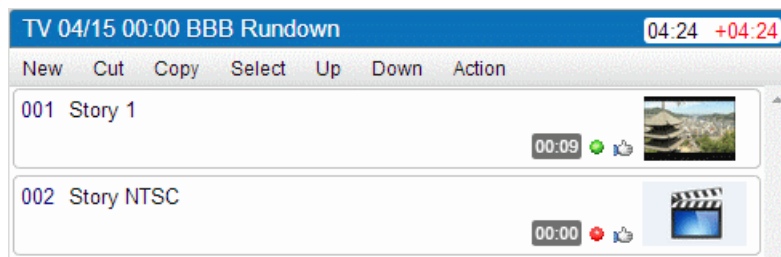 TV 04/15 00:00 BBB Rundown 04:24 +04:24
New Cut Copy Select Up Down Action
001 Story 1
00:09
002 Story NTSC
00:00